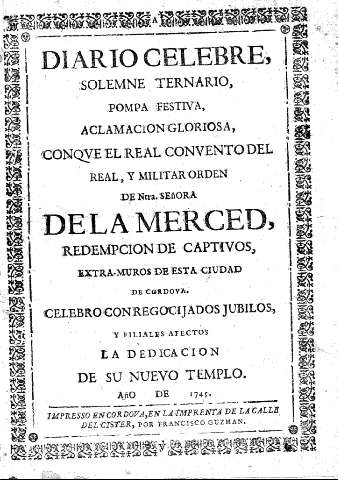 DIARIO CELEBRE,
SOLEMNE TERNARIO,
POMPA FESTIVA,
ACLAMACION GLORIOSA,
CONQVE EL REAL CONVENTO DEL
REAL, Y MILITAR ORDEN
DE Ntra. SEñORA
DE LA MERCED,
REDEMPCION DE CAPTIVOS,
EXTRA-MUROS DE ESTA CIUDAD
DE CORDOVA.
CELEBRO CON REGOCIJADOS JUBILOS,
Y FILIALES AFECTOS
LA DEDICACION
DE SU NUEVO TEMPLO.
AñO DE 1745.
IMPRESSO EN CORDOVA, EN LA IMPRENTA DE LA CALLE
DEL CISTER, POR FRANCISCO GUZMAN.